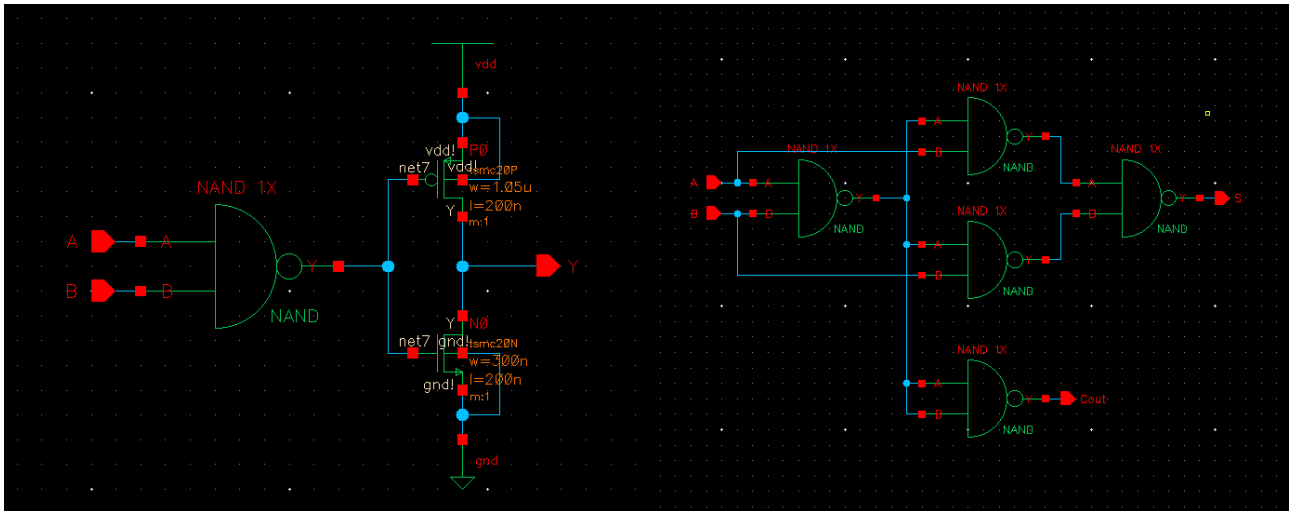 vdd
P0
vdd!
vdd!
net7
tsmc20P
w=1.05u
l=200n
m:1
Y
NAND 1X
A
A
B
B
Y
NAND
Y
Y
N0
net7
gnd!
tsmc20N
w=300n
l=200n
gnd!
m:1
gnd
NAND 1X
A
Y
B
NAND
NAND 1X
A
A
B
B
Y
NAND
NAND 1X
A
Y
B
NAND
NAND 1X
A
B
Y
S
NAND
NAND 1X
A
Y
Cout
B
NAND